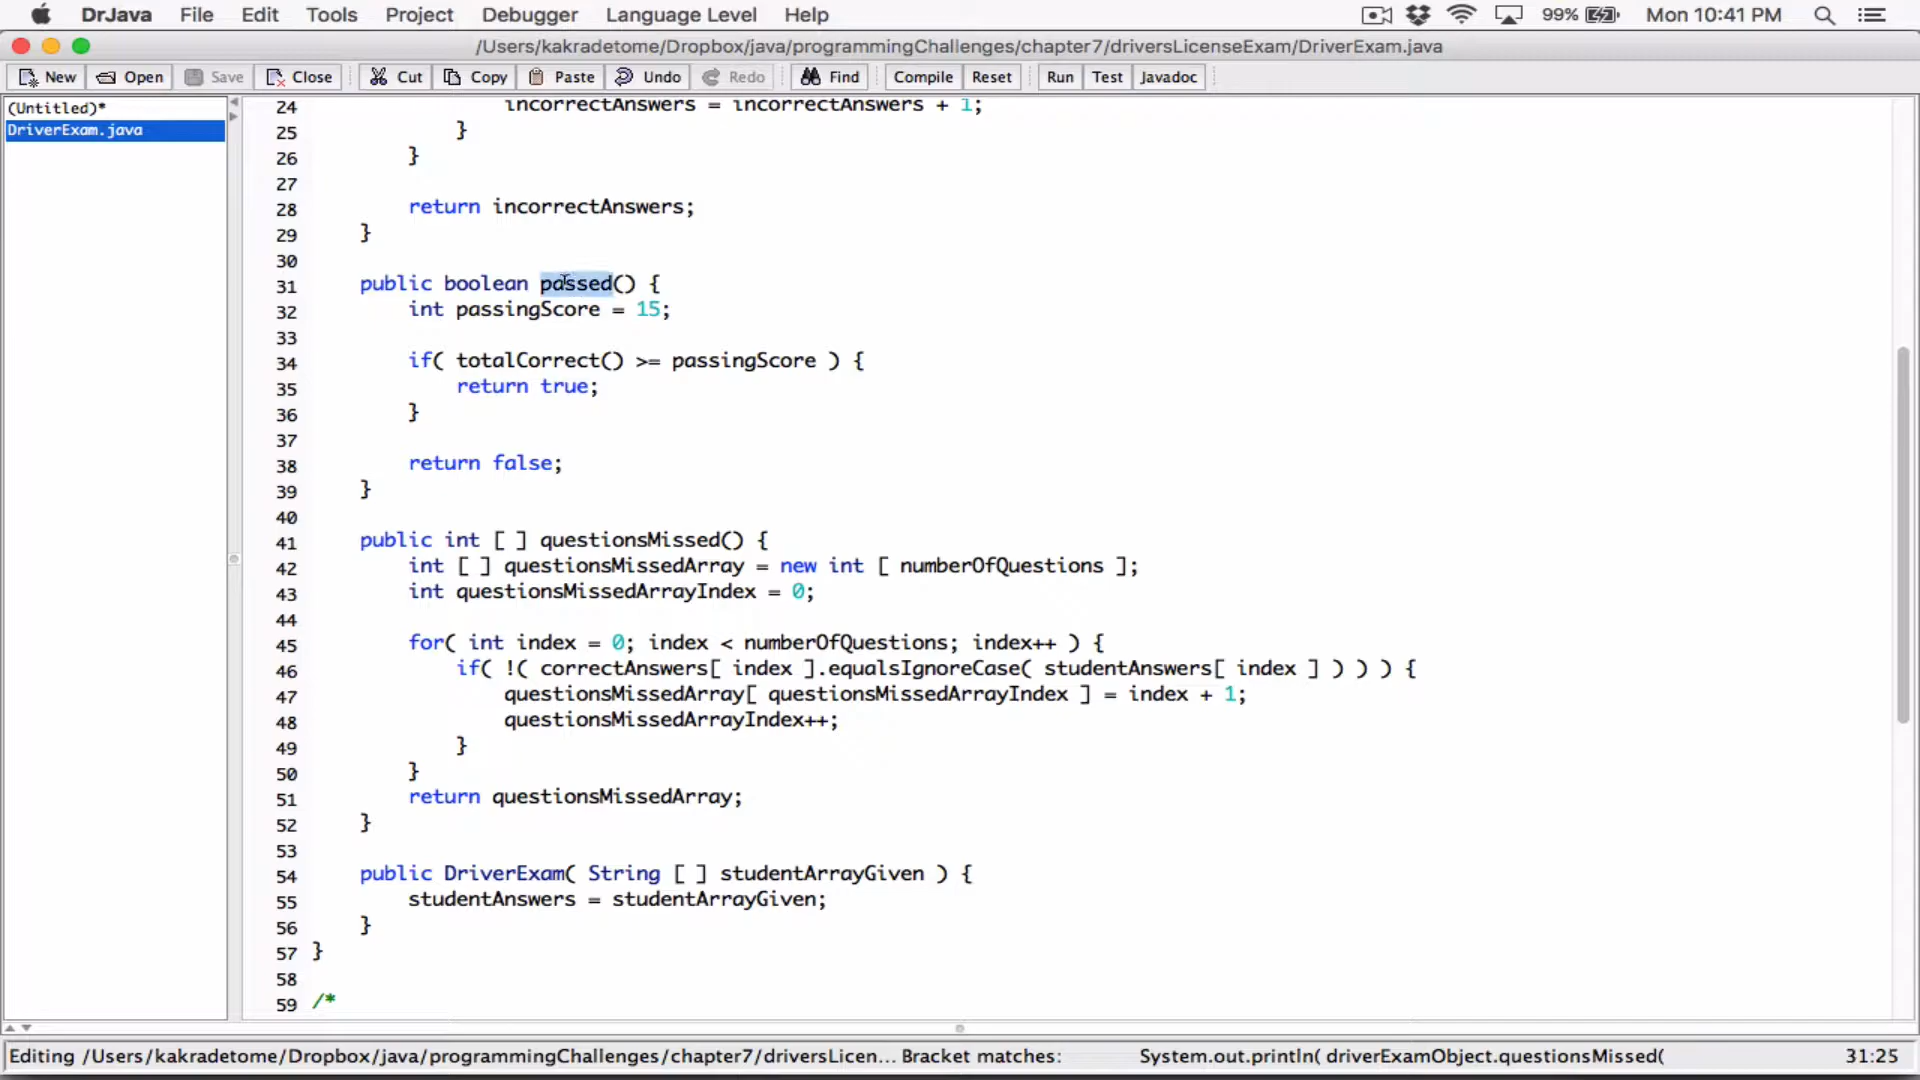 DrJava File Edit Tools Project Debugger Language Level Help 99% Mon 10:41 PM
/Users/kakradetome/Dropbox/java/programmingChallenges/chapter7/driversLicenseExam/DriverExam.java
New Open Save Close Cut Copy Paste Undo Redo Find Compile Reset Run Test Javadoc
(Untitled)*
DriverExam.java
24 incorrectAnswers = incorrectAnswers + 1;
25 }
26 }
27
28 return incorrectAnswers;
29 }
30
31 public boolean passed() {
32 int passingScore = 15;
33
34 if( totalCorrect() >= passingScore ) {
35 return true;
36 }
37
38 return false;
39 }
40
41 public int [ ] questionsMissed() {
42 int [ ] questionsMissedArray = new int [ numberOfQuestions ];
43 int questionsMissedArrayIndex = 0;
44
45 for( int index = 0; index < numberOfQuestions; index++ ) {
46 if( !( correctAnswers[ index ].equalsIgnoreCase( studentAnswers[ index ] ) ) ) {
47 questionsMissedArray[ questionsMissedArrayIndex ] = index + 1;
48 questionsMissedArrayIndex++;
49 }
50 }
51 return questionsMissedArray;
52 }
53
54 public DriverExam( String [ ] studentArrayGiven ) {
55 studentAnswers = studentArrayGiven;
56 }
57 }
58
59 /*
Editing /Users/kakradetome/Dropbox/java/programmingChallenges/chapter7/driversLicen... Bracket matches: System.out.println( driverExamObject.questionsMissed( 31:25